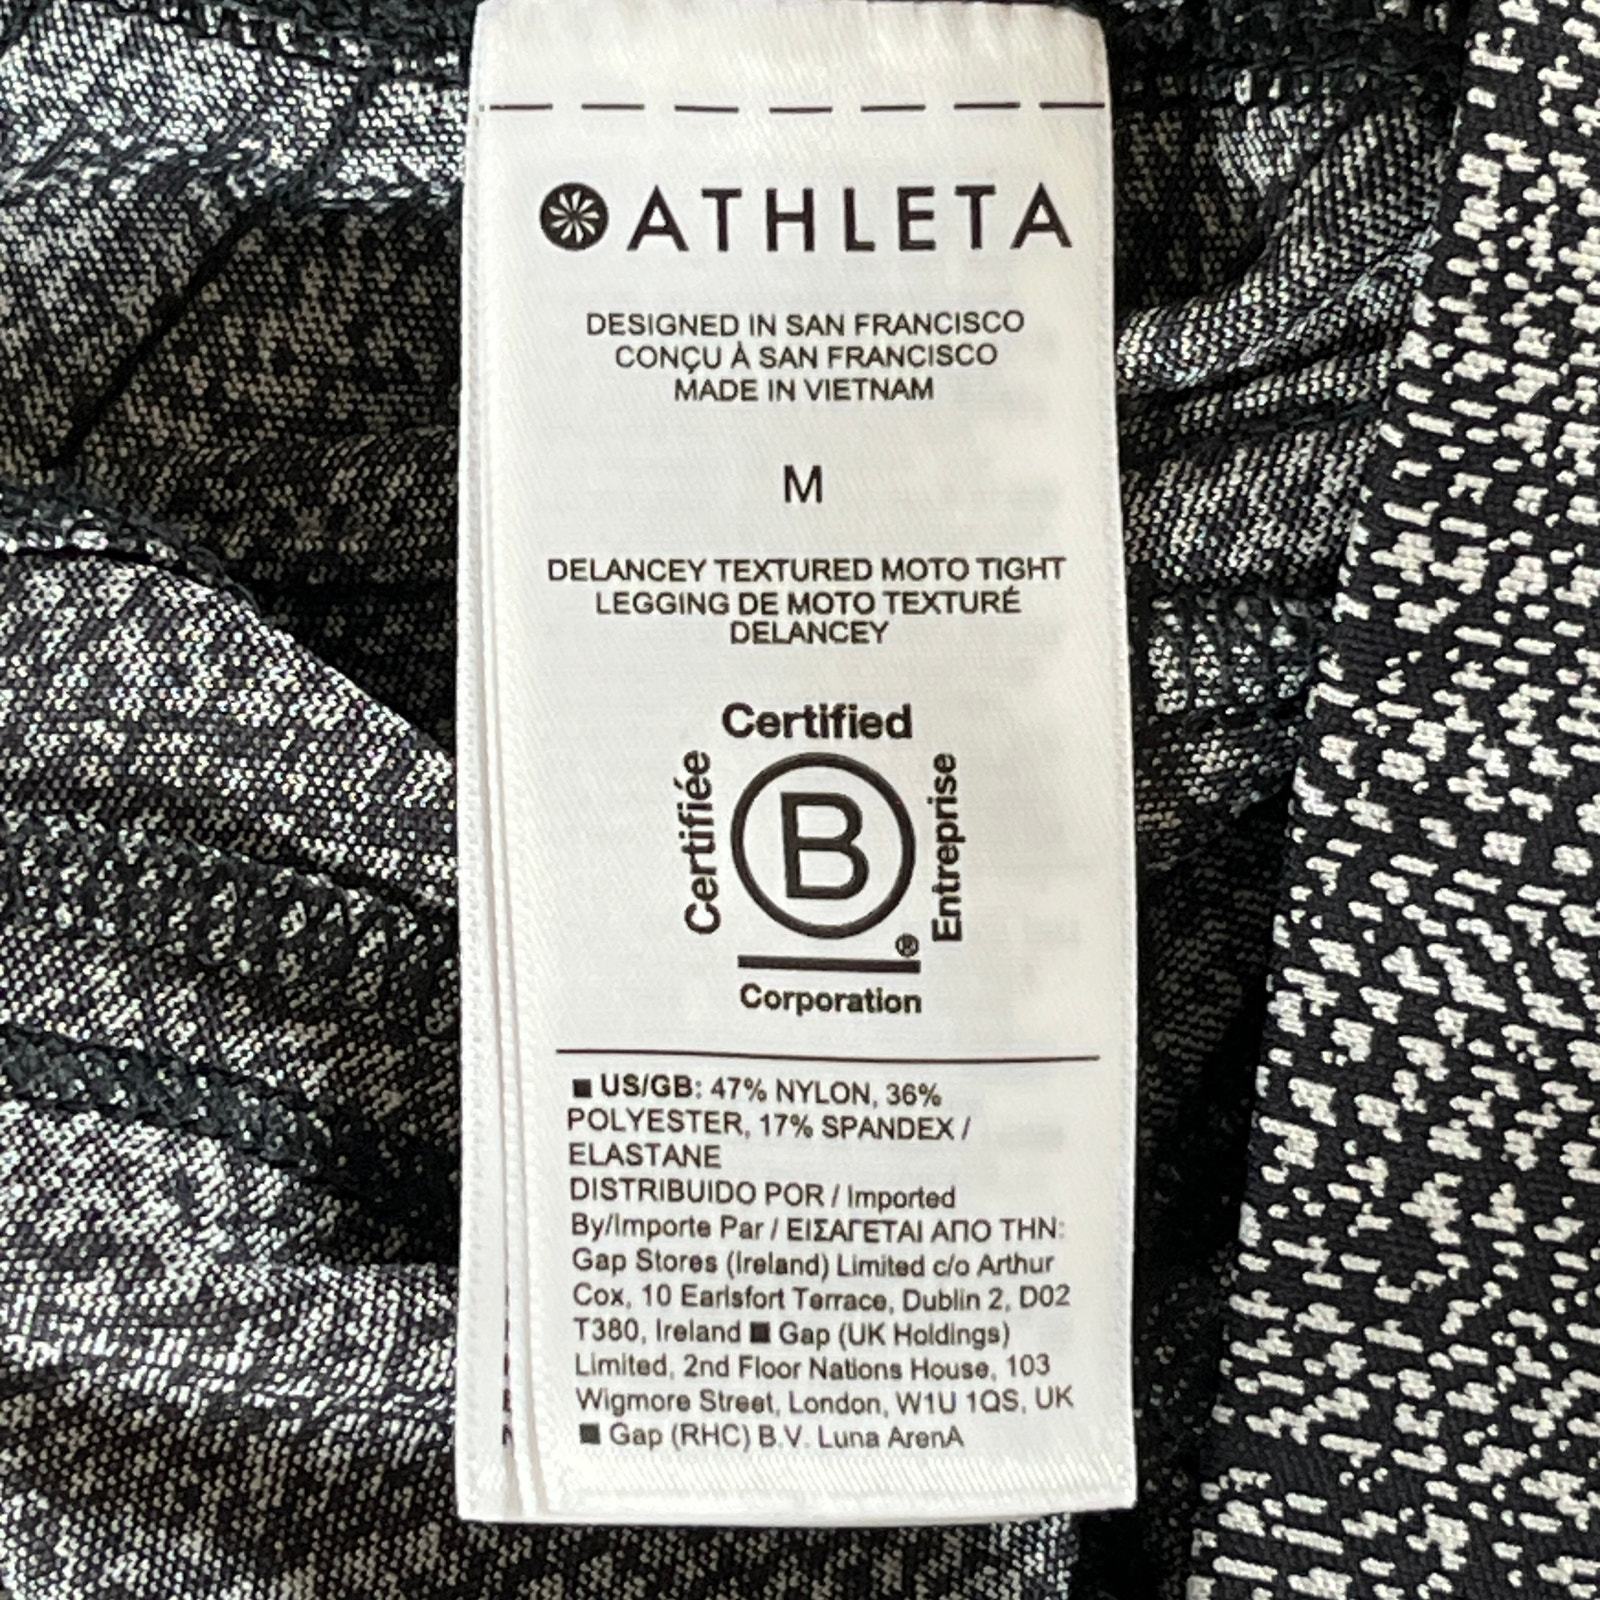 ATHLETA
DESIGNED IN SAN FRANCISCO
CONÇU À SAN FRANCISCO
MADE IN VIETNAM
M
DELANCEY TEXTURED MOTO TIGHT
LEGGING DE MOTO TEXTURÉ
DELANCEY
Certified
Certifiée
B
®
Entreprise
Corporation
■ US/GB: 47% NYLON, 36%
POLYESTER, 17% SPANDEX /
ELASTANE
DISTRIBUIDO POR / Imported
By/Importe Par / ΕΙΣΑΓΕΤΑΙ ΑΠΟ ΤΗΝ:
Gap Stores (Ireland) Limited c/o Arthur
Cox, 10 Earlsfort Terrace, Dublin 2, D02
T380, Ireland ■ Gap (UK Holdings)
Limited, 2nd Floor Nations House, 103
Wigmore Street, London, W1U 1QS, UK
■ Gap (RHC) B.V. Luna ArenA